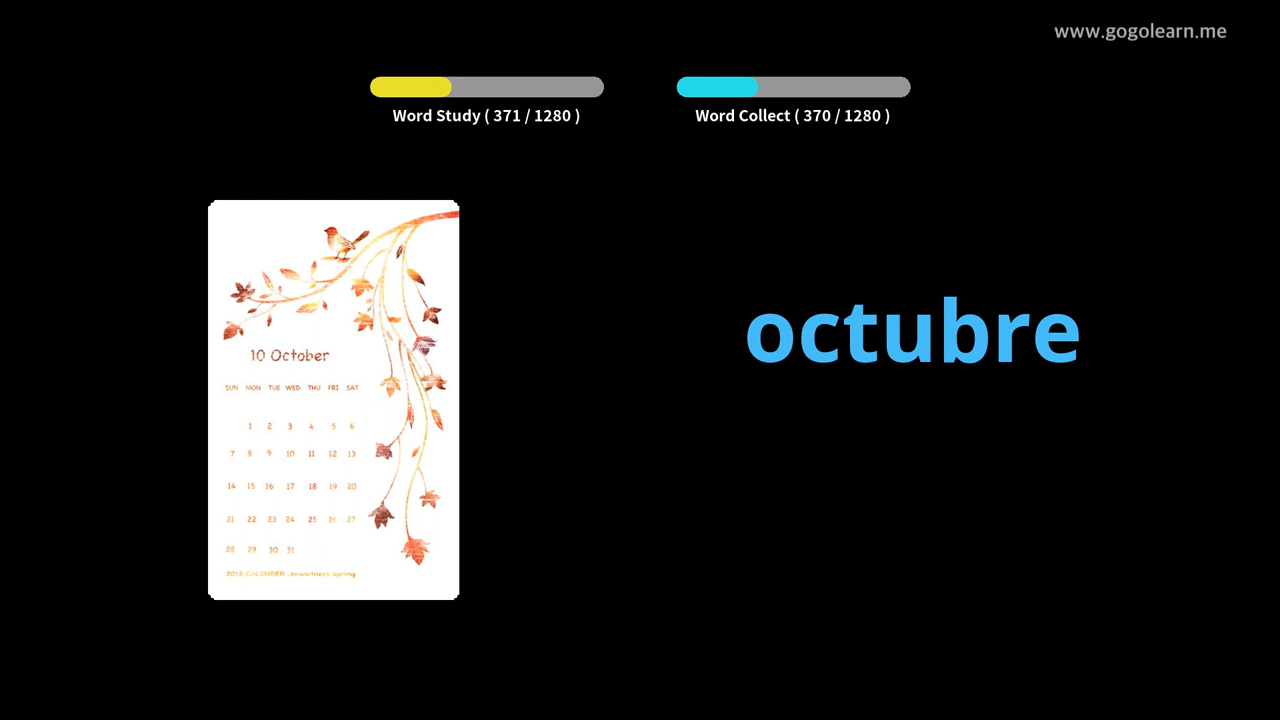 www.gogolearn.me
Word Study ( 371 / 1280 )
Word Collect ( 370 / 1280 )
10 October
SUN MON TUE WED THU FRI SAT
1 2 3 4 5 6
7 8 9 10 11 12 13
14 15 16 17 18 19 20
21 22 23 24 25 26 27
28 29 30 31
2012.CALENDER
spring
octubre